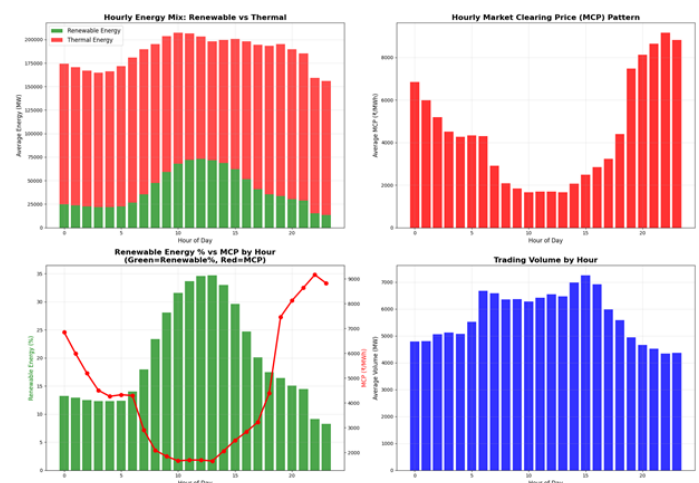 Hourly Energy Mix: Renewable vs Thermal
Renewable Energy
Thermal Energy
200000
175000
150000
125000
100000
75000
50000
25000
0
Average Energy (MW)
0 5 10 15 20
Hour of Day
Hourly Market Clearing Price (MCP) Pattern
8000
6000
4000
2000
0
Average MCP (₹/MWh)
0 5 10 15 20
Hour of Day
Renewable Energy % vs MCP by Hour
(Green=Renewable%, Red=MCP)
35
30
25
20
15
10
5
0
Renewable Energy (%)
9000
8000
7000
6000
5000
4000
3000
2000
MCP (₹/MWh)
0 5 10 15 20
Hour of Day
Trading Volume by Hour
7000
6000
5000
4000
3000
2000
1000
0
Average Volume (MW)
0 5 10 15 20
Hour of Day